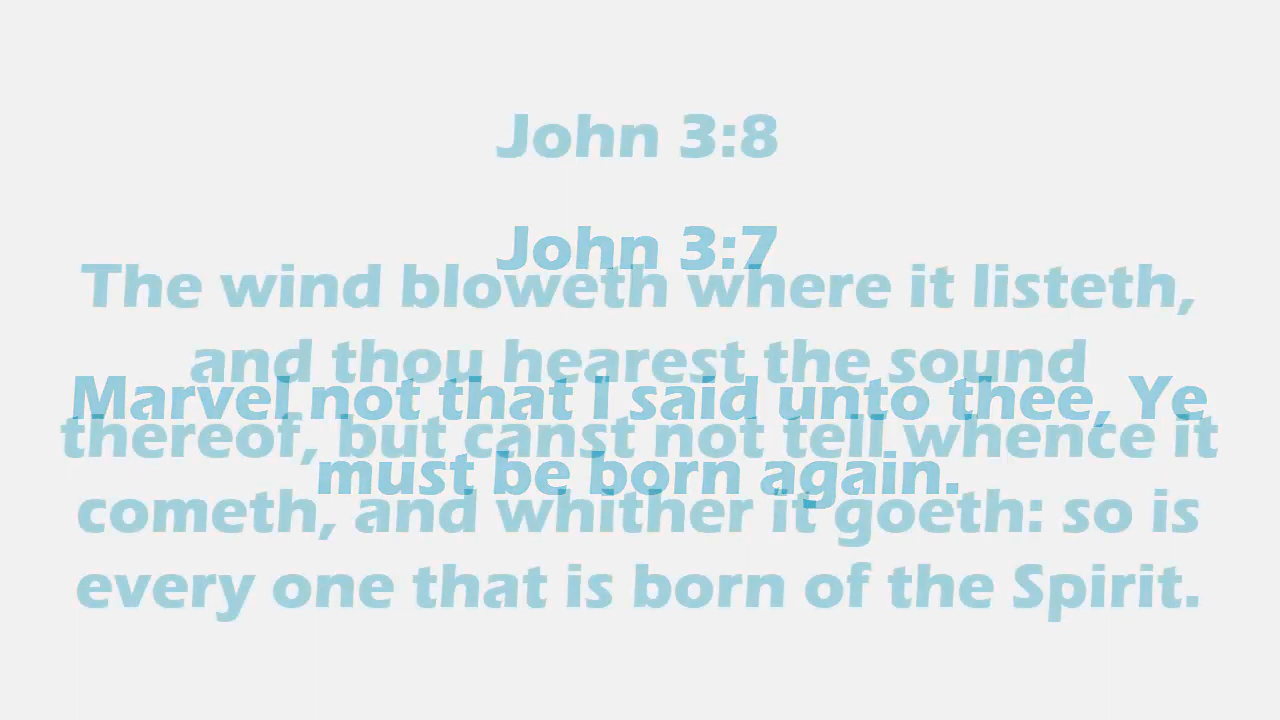 John 3:8
John 3:7
The wind bloweth where it listeth,
and thou hearest the sound
Marvel not that I said unto thee, Ye
thereof, but canst not tell whence it
must be born again.
cometh, and whither it goeth: so is
every one that is born of the Spirit.